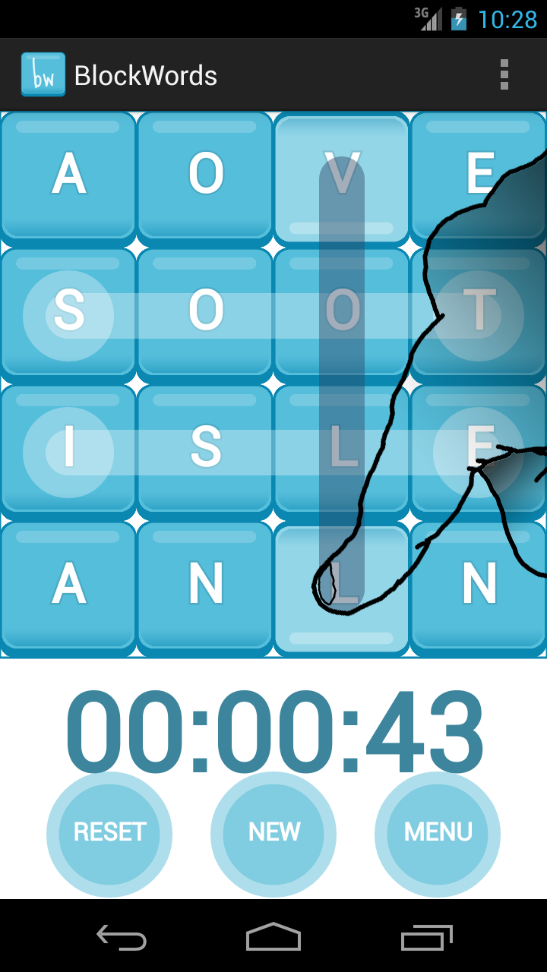 3G 10:28
bw BlockWords
A O V E
S O O T
I S L E
A N L N
00:00:43
RESET NEW MENU